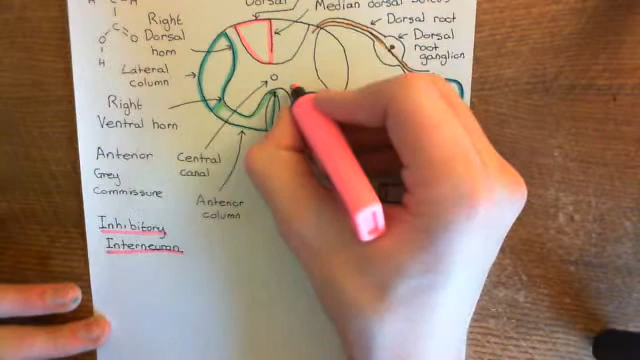 C H
C
O O
H
Dorsal
Median dorsal sulcus
Right
Dorsal
horn
Dorsal root
Dorsal
root
ganglion
Lateral
column
Right
Ventral horn
Anterior
Grey
Commissure
Central
canal
Anterior
column
Inhibitory
Interneuron